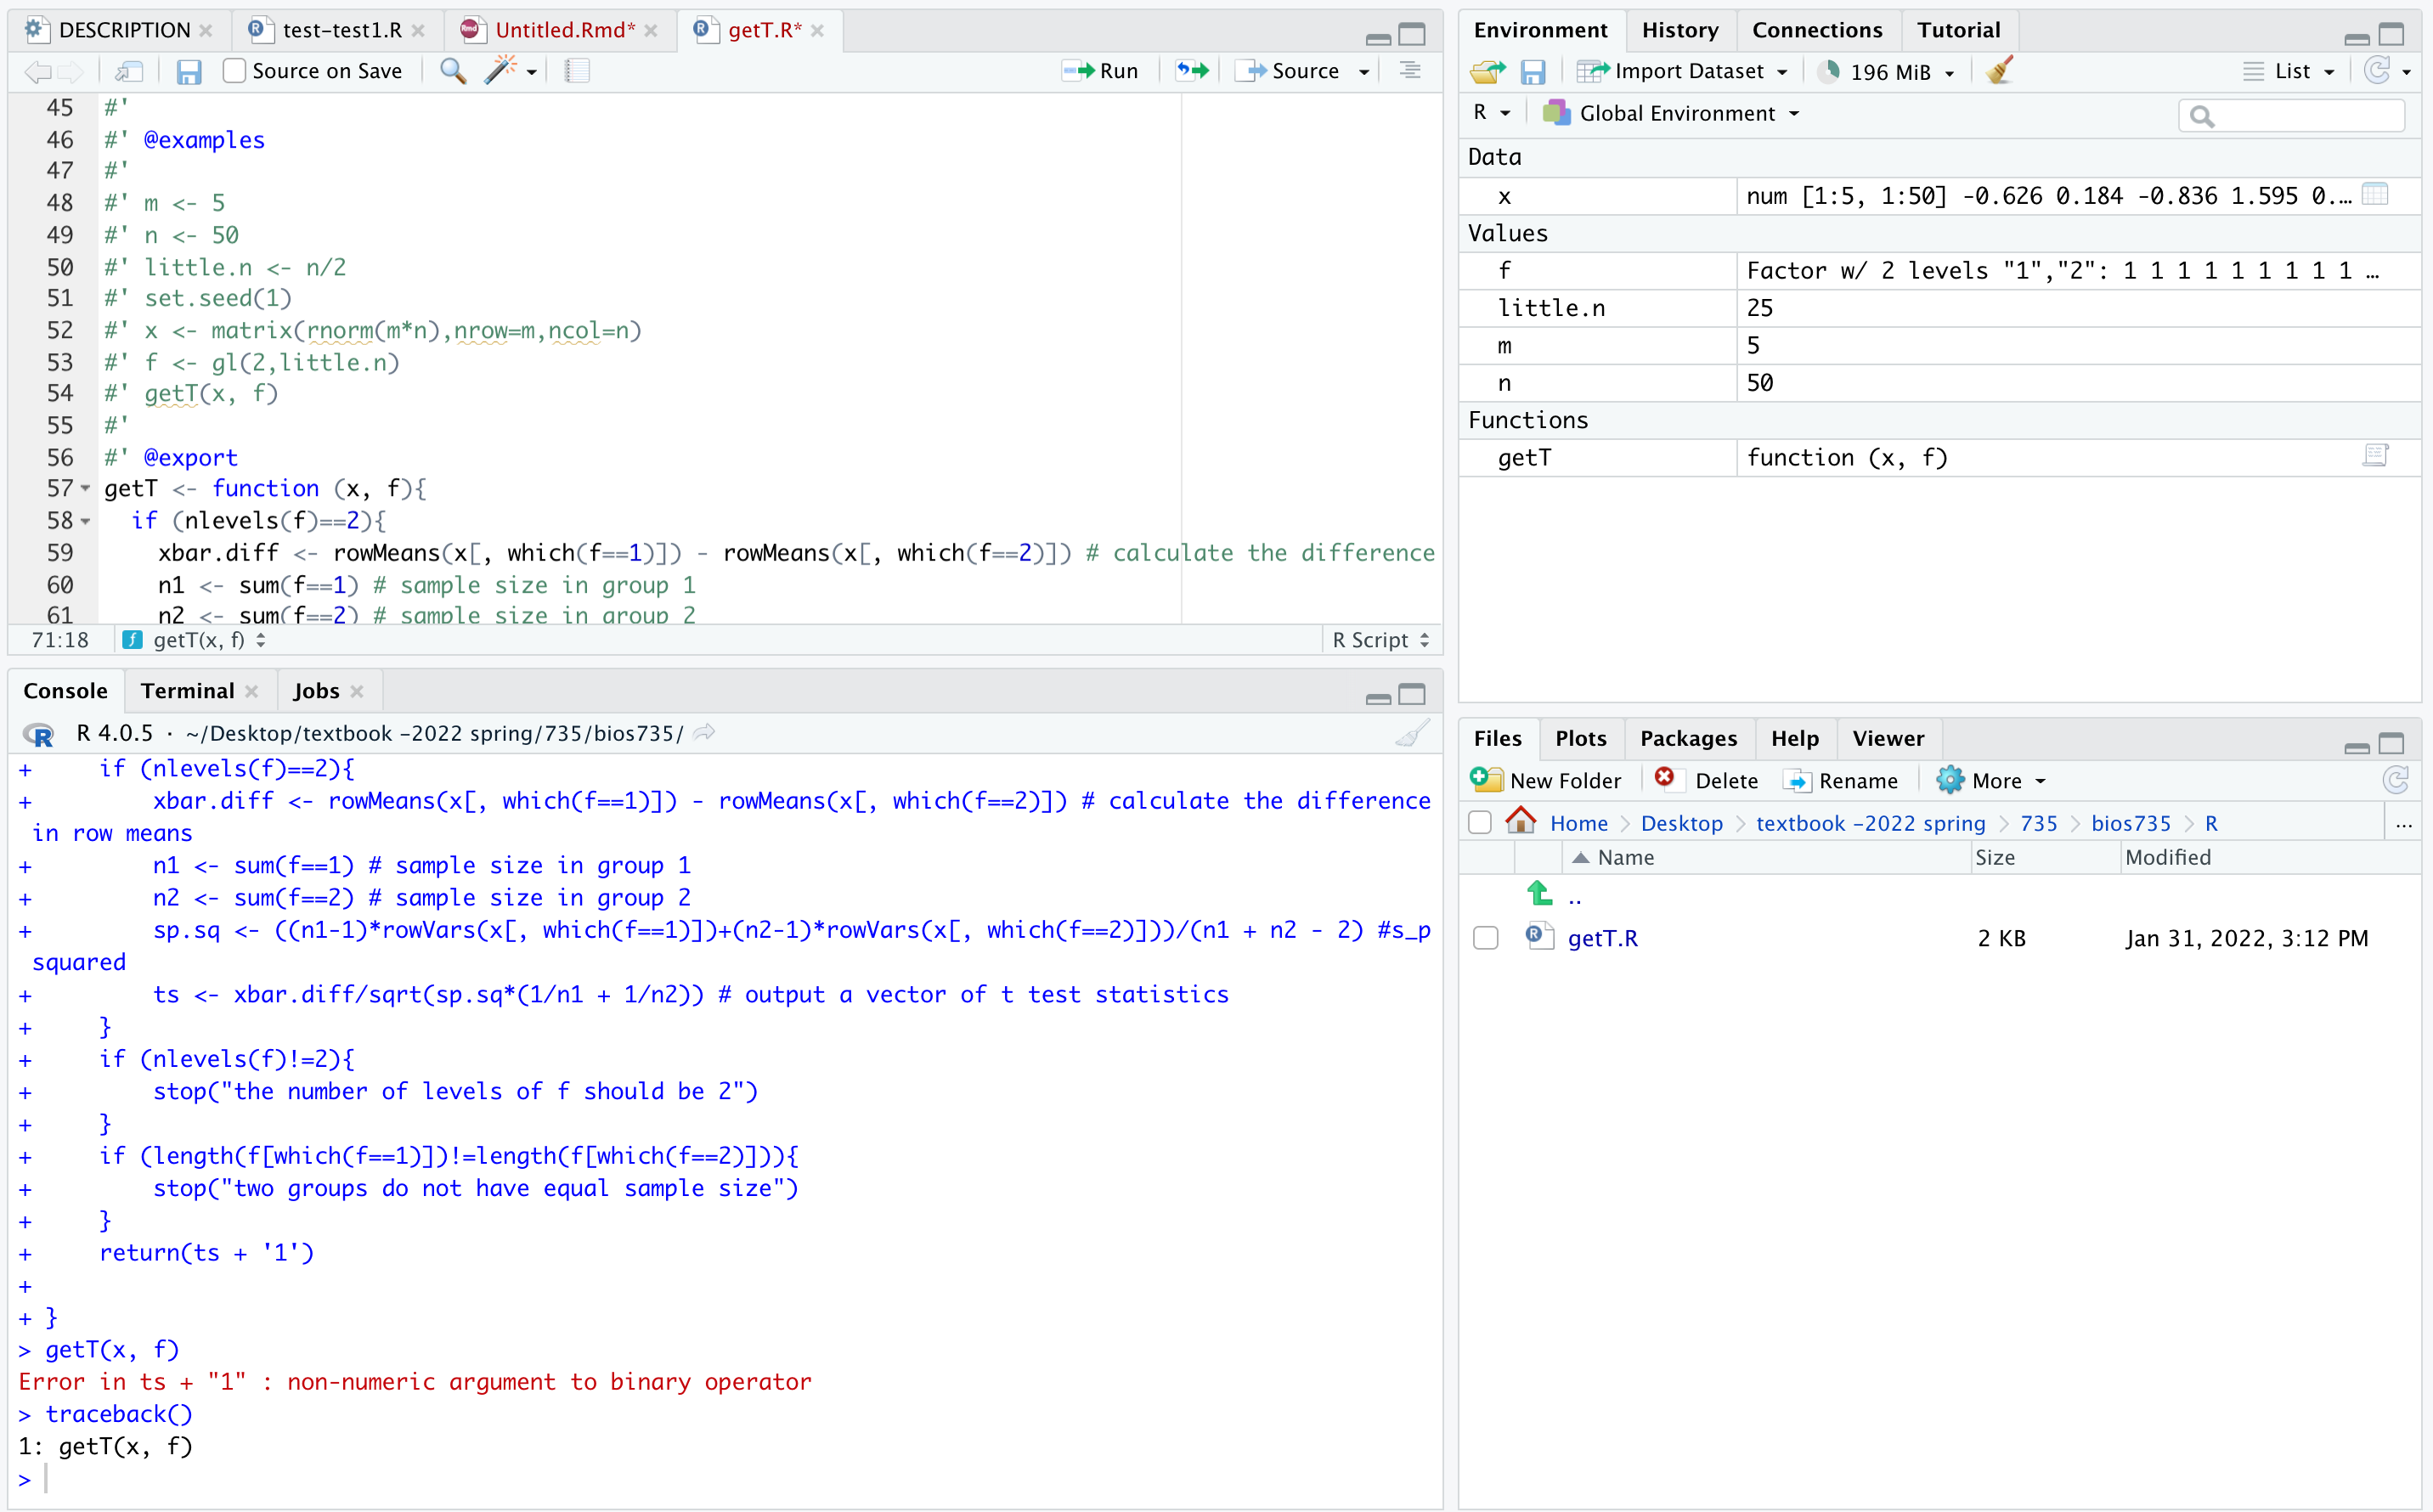 DESCRIPTION test-test1.R Untitled.Rmd* getT.R*
Source on Save Run Source
45 #'
46 #' @examples
47 #'
48 #' m <- 5
49 #' n <- 50
50 #' little.n <- n/2
51 #' set.seed(1)
52 #' x <- matrix(rnorm(m*n),nrow=m,ncol=n)
53 #' f <- gl(2,little.n)
54 #' getT(x, f)
55 #'
56 #' @export
57 getT <- function (x, f){
58 if (nlevels(f)==2){
59 xbar.diff <- rowMeans(x[, which(f==1)]) - rowMeans(x[, which(f==2)]) # calculate the difference
60 n1 <- sum(f==1) # sample size in group 1
61 n2 <- sum(f==2) # sample size in group 2
71:18 getT(x, f) R Script
Console Terminal Jobs
R 4.0.5 · ~/Desktop/textbook -2022 spring/735/bios735/
+ if (nlevels(f)==2){
+ xbar.diff <- rowMeans(x[, which(f==1)]) - rowMeans(x[, which(f==2)]) # calculate the difference
in row means
+ n1 <- sum(f==1) # sample size in group 1
+ n2 <- sum(f==2) # sample size in group 2
+ sp.sq <- ((n1-1)*rowVars(x[, which(f==1)])+(n2-1)*rowVars(x[, which(f==2)]))/(n1 + n2 - 2) #s_p
squared
+ ts <- xbar.diff/sqrt(sp.sq*(1/n1 + 1/n2)) # output a vector of t test statistics
+ }
+ if (nlevels(f)!=2){
+ stop("the number of levels of f should be 2")
+ }
+ if (length(f[which(f==1)])!=length(f[which(f==2)])){
+ stop("two groups do not have equal sample size")
+ }
+ return(ts + '1')
+
+ }
> getT(x, f)
Error in ts + "1" : non-numeric argument to binary operator
> traceback()
1: getT(x, f)
>
Environment History Connections Tutorial
Import Dataset 196 MiB List
R Global Environment
Data
x num [1:5, 1:50] -0.626 0.184 -0.836 1.595 0.…
Values
f Factor w/ 2 levels "1","2": 1 1 1 1 1 1 1 1 1 …
little.n 25
m 5
n 50
Functions
getT function (x, f)
Files Plots Packages Help Viewer
New Folder Delete Rename More
Home Desktop textbook -2022 spring 735 bios735 R ...
Name Size Modified
..
getT.R 2 KB Jan 31, 2022, 3:12 PM